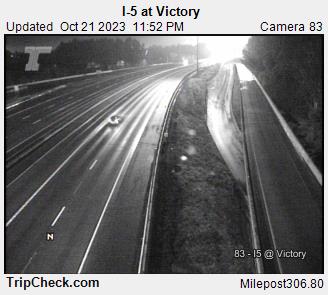 I-5 at Victory
Updated Oct 21 2023 11:52 PM Camera 83
T
N
83 - I5 @ Victory
TripCheck.com Milepost306.80